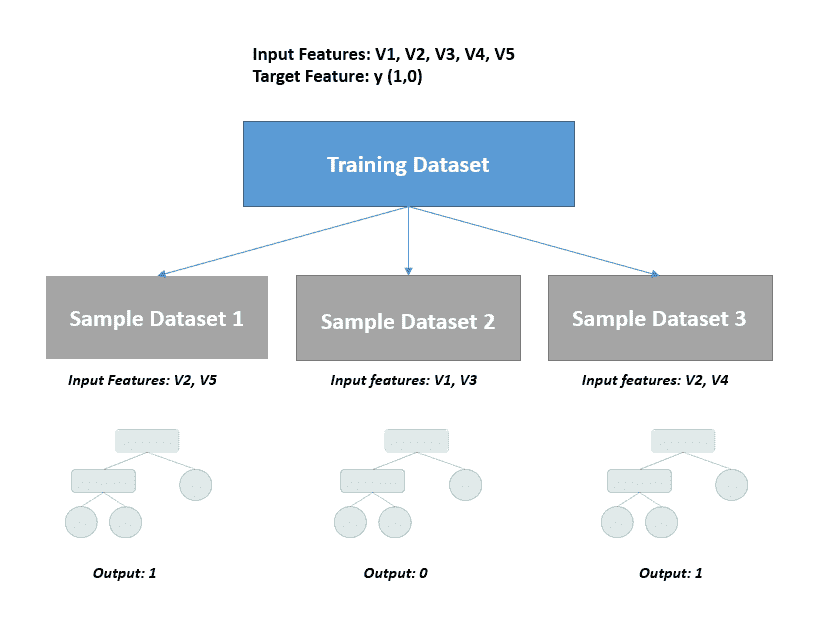 Input Features: V1, V2, V3, V4, V5
Target Feature: y (1,0)
Training Dataset
Sample Dataset 1
Sample Dataset 2
Sample Dataset 3
Input Features: V2, V5
Input features: V1, V3
Input features: V2, V4
Output: 1
Output: 0
Output: 1